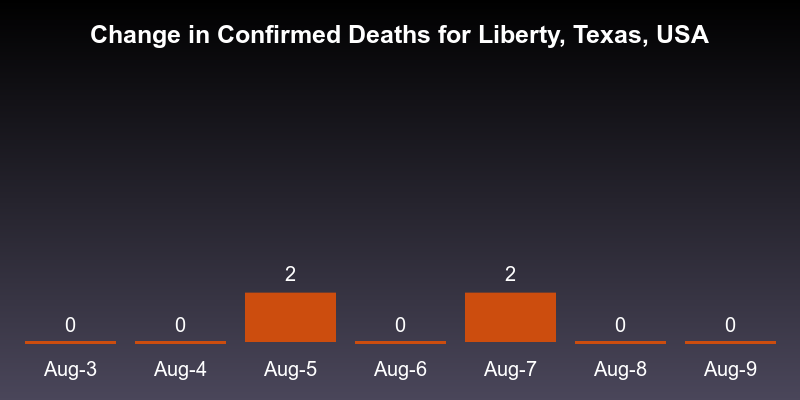 Change in Confirmed Deaths for Liberty, Texas, USA
0 0 2 0 2 0 0
Aug-3 Aug-4 Aug-5 Aug-6 Aug-7 Aug-8 Aug-9